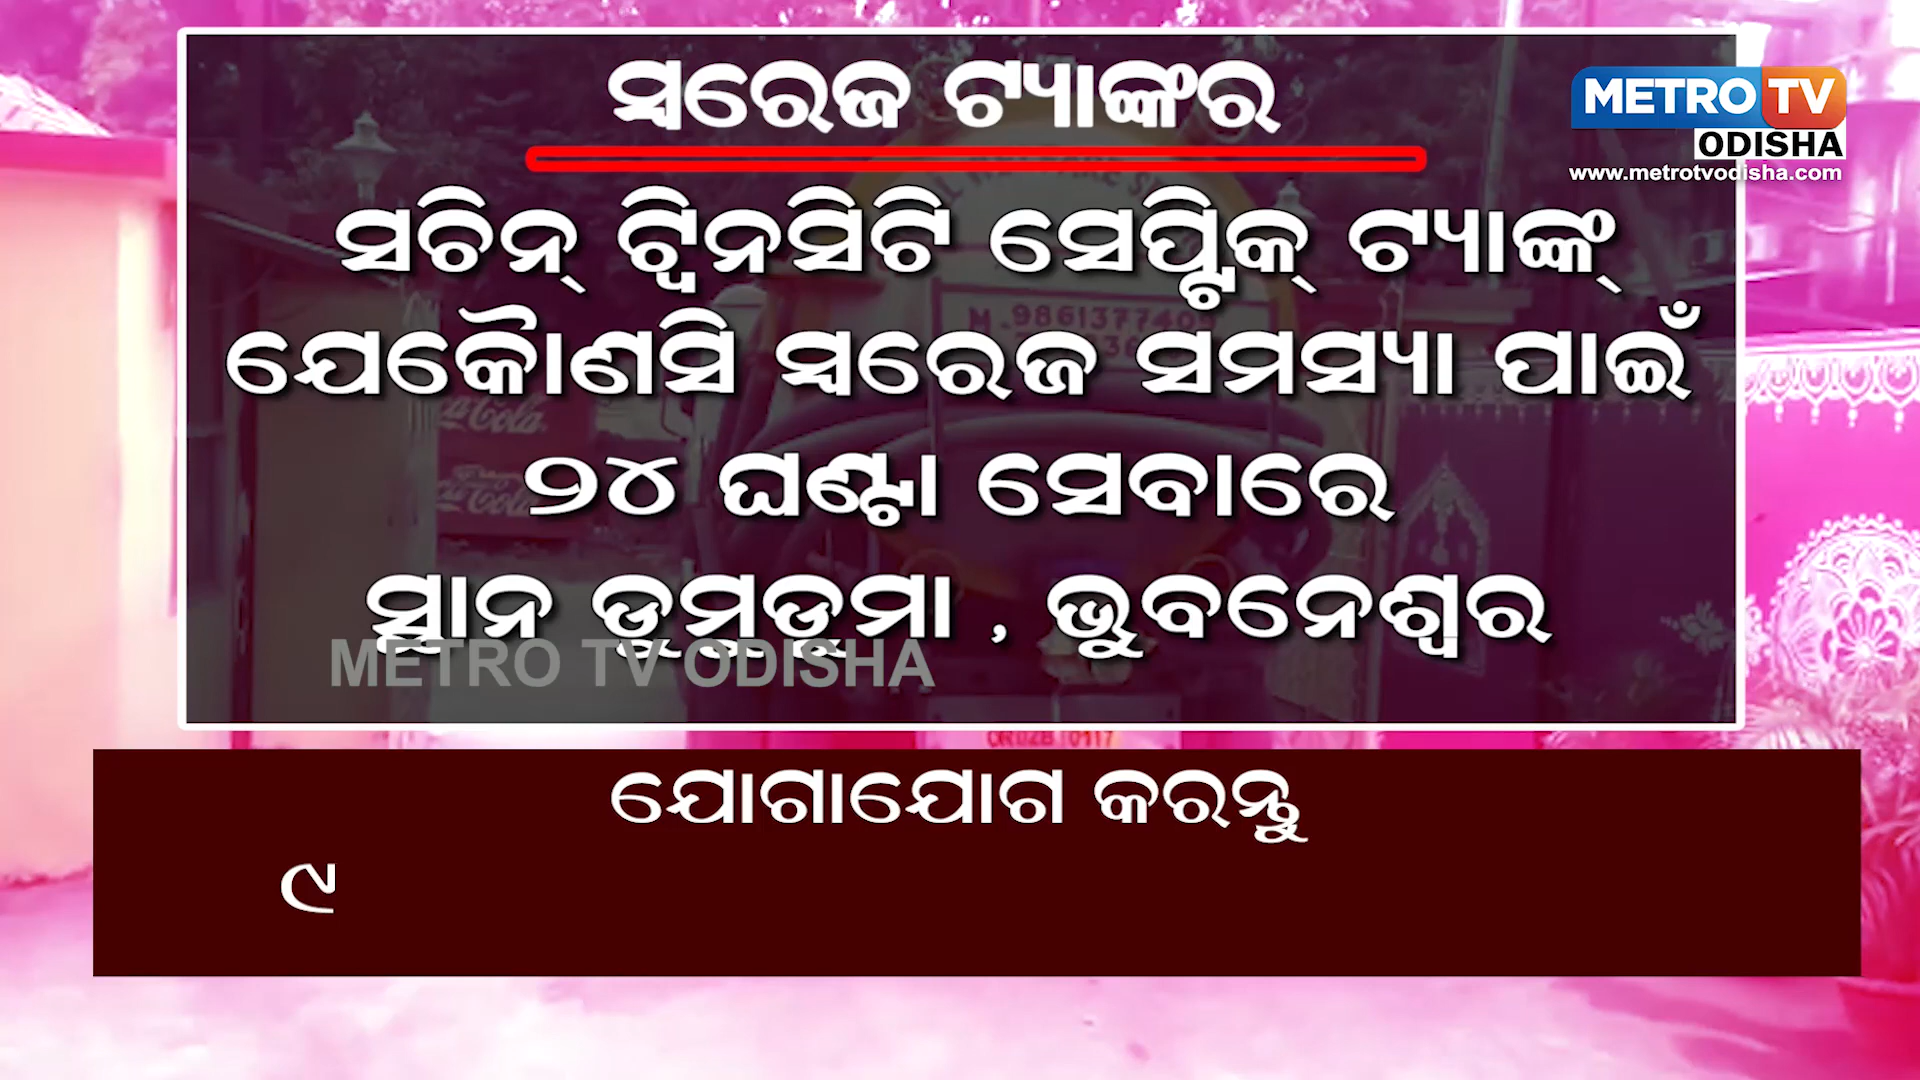 ସ୍ୱରେଜ ଟ୍ୟାଙ୍କର
METRO TV
ODISHA
www.metrotvodisha.com
ସଚିନ୍ ଟ୍ୱିନସିଟି ସେପ୍ଟିକ୍ ଟ୍ୟାଙ୍କ୍
ଯେକୌଣସି ସ୍ୱରେଜ ସମସ୍ୟା ପାଇଁ
୨୪ ଘଣ୍ଟା ସେବାରେ
ସ୍ଥାନ ଡୁମୁଡୁମା , ଭୁବନେଶ୍ୱର
METRO TV ODISHA
ଯୋଗାଯୋଗ କରନ୍ତୁ
୯